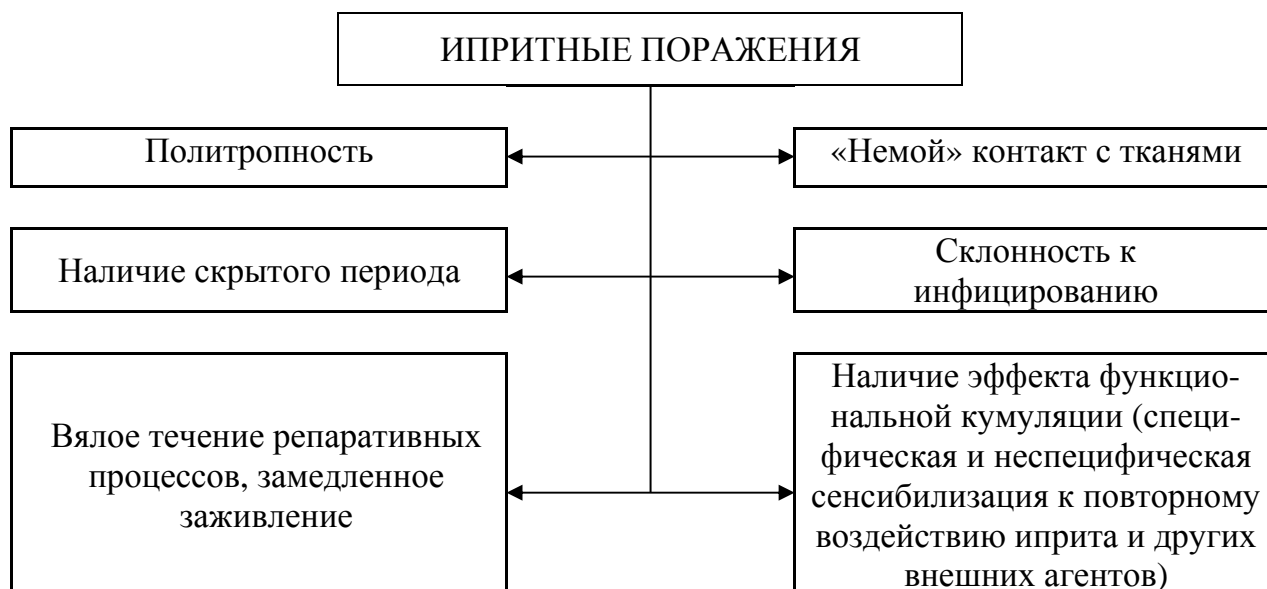 ИПРИТНЫЕ ПОРАЖЕНИЯ
Политропность
«Немой» контакт с тканями
Наличие скрытого периода
Склонность к
инфицированию
Вялое течение репаративных
процессов, замедленное
заживление
Наличие эффекта функцио-
нальной кумуляции (специ-
фическая и неспецифическая
сенсибилизация к повторному
воздействию иприта и других
внешних агентов)